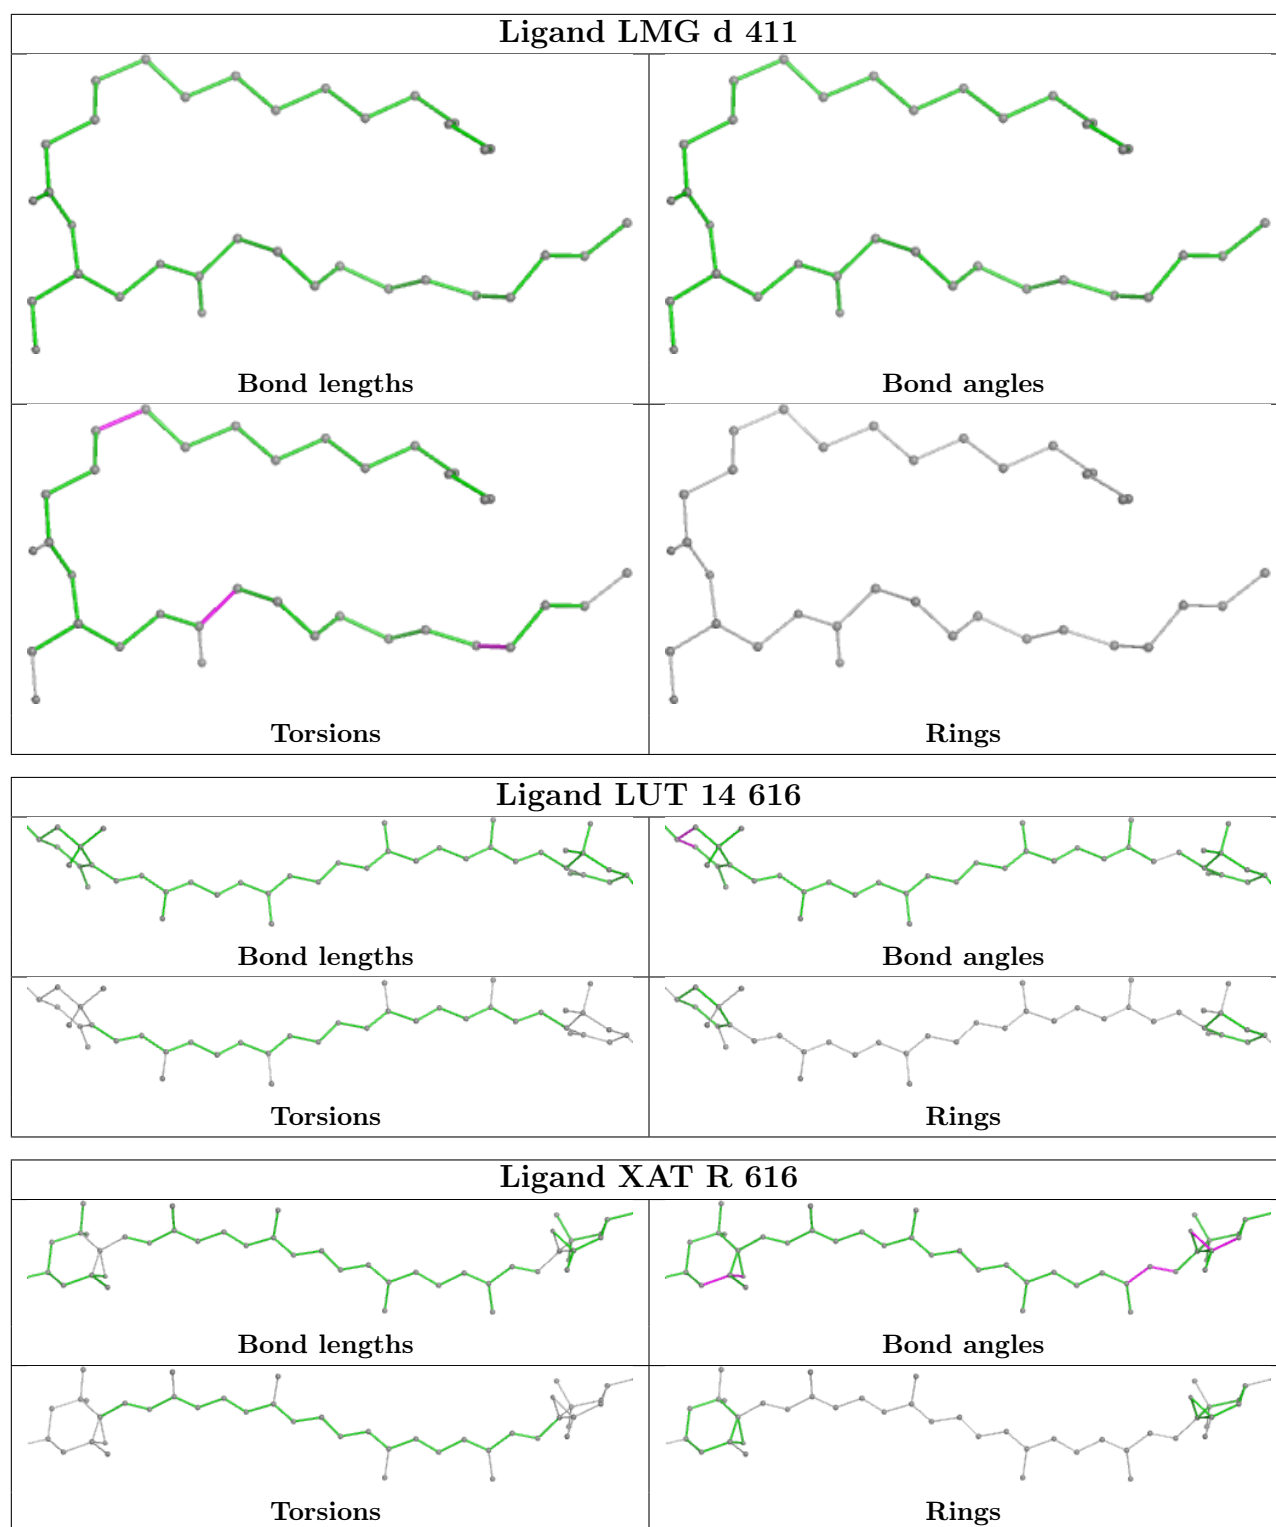 Ligand LMG d 411
Bond lengths
Bond angles
Torsions
Rings
Ligand LUT 14 616
Bond lengths
Bond angles
Torsions
Rings
Ligand XAT R 616
Bond lengths
Bond angles
Torsions
Rings